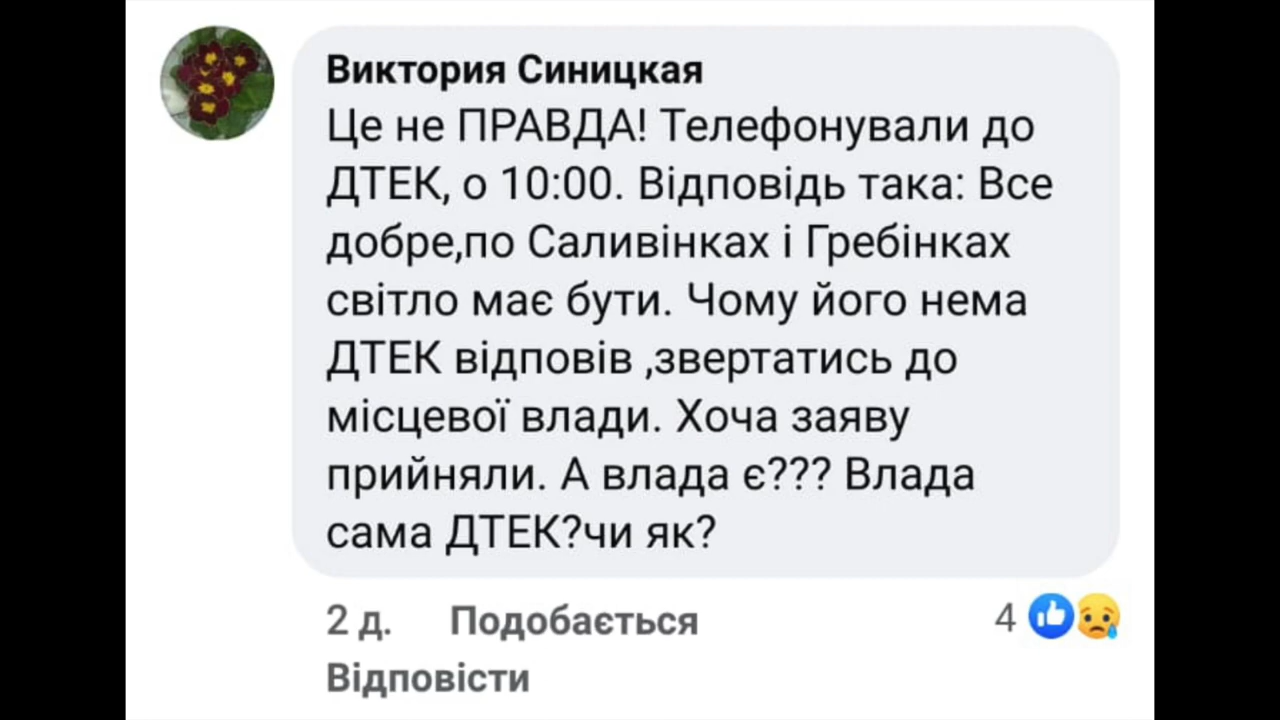 Виктория Синицкая
Це не ПРАВДА! Телефонували до
ДТЕК, о 10:00. Відповідь така: Все
добре,по Саливінках і Гребінках
світло має бути. Чому його нема
ДТЕК відповів ,звертатись до
місцевої влади. Хоча заяву
прийняли. А влада є??? Влада
сама ДТЕК?чи як?
2 д. Подобається 4
Відповісти